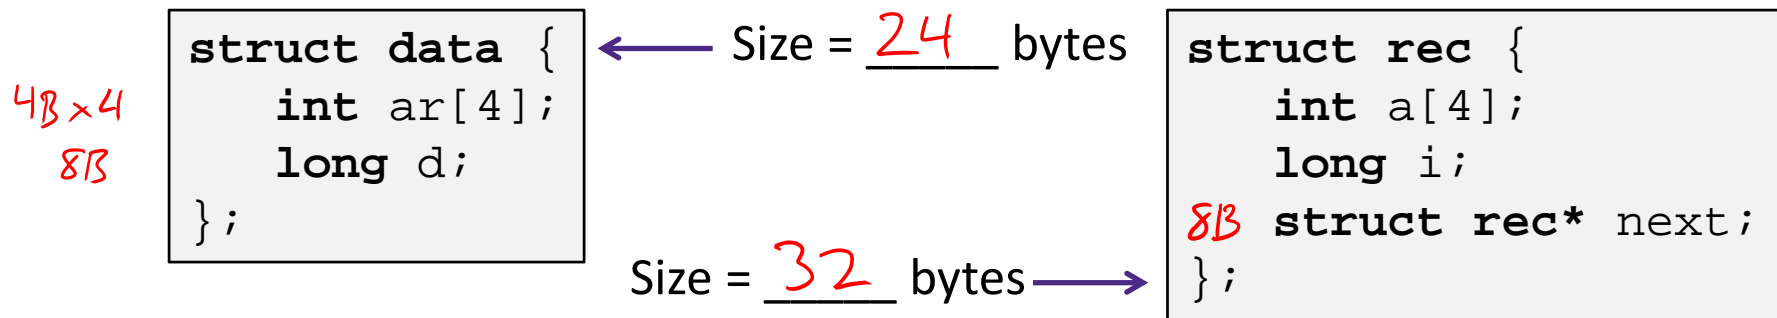 struct data {
int ar[4];
long d;
};
4B x 4
8B
Size = 24 bytes
struct rec {
int a[4];
long i;
8B struct rec* next;
};
Size = 32 bytes